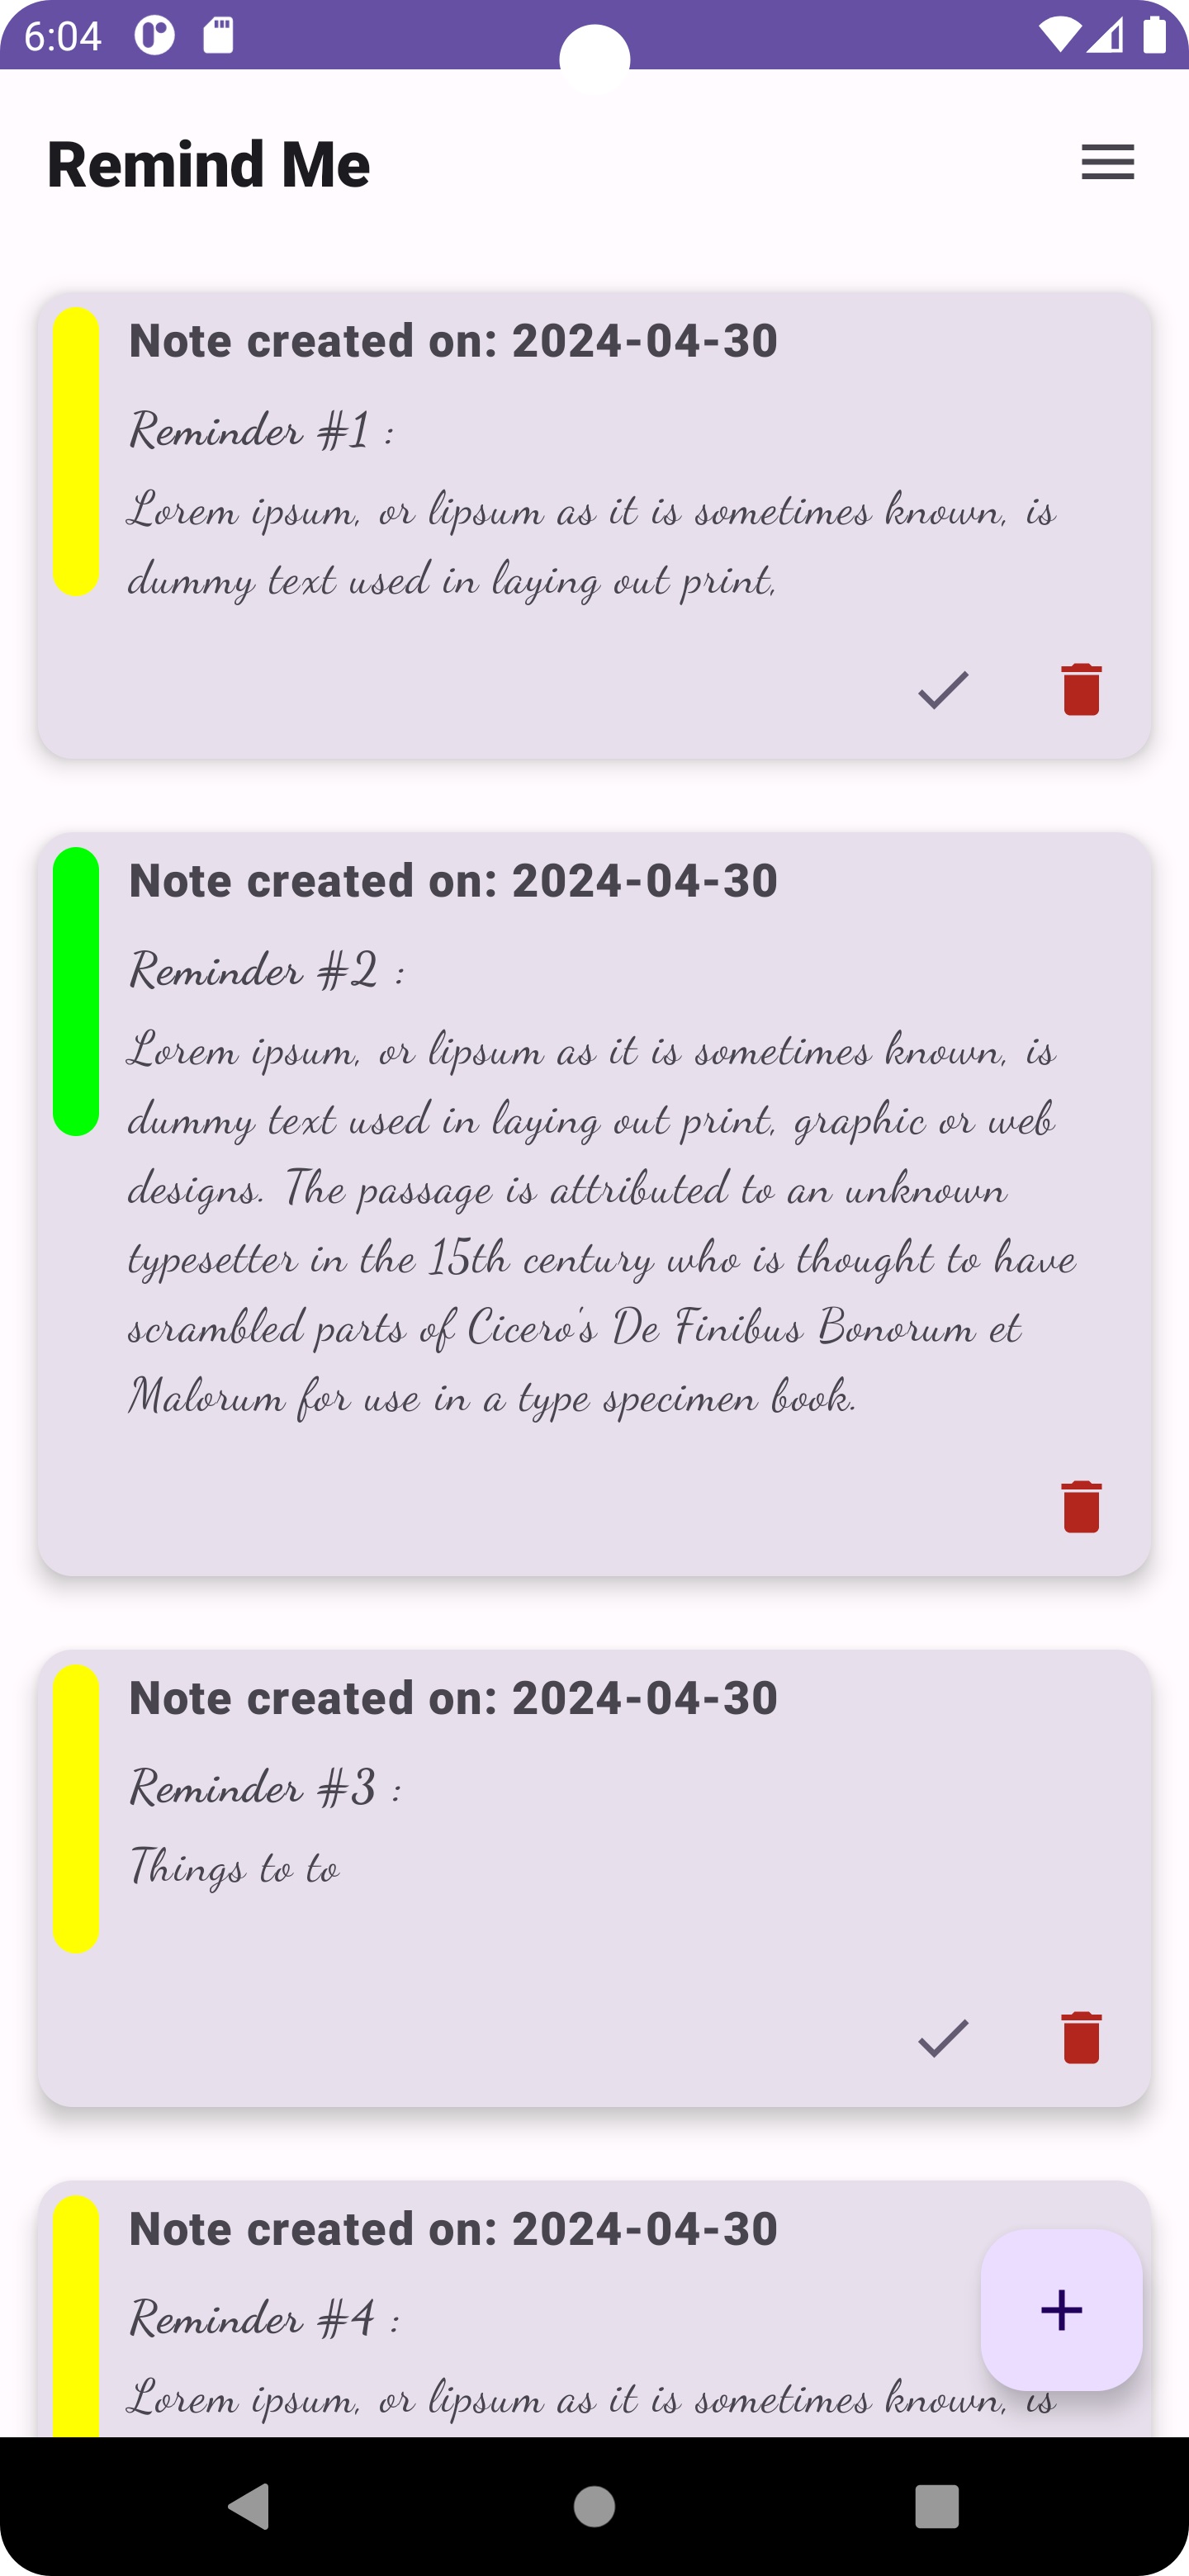 6:04
Remind Me
Note created on: 2024-04-30
Reminder #1 :
Lorem ipsum, or lipsum as it is sometimes known, is
dummy text used in laying out print,
Note created on: 2024-04-30
Reminder #2 :
Lorem ipsum, or lipsum as it is sometimes known, is
dummy text used in laying out print, graphic or web
designs. The passage is attributed to an unknown
typesetter in the 15th century who is thought to have
scrambled parts of Cicero's De Finibus Bonorum et
Malorum for use in a type specimen book.
Note created on: 2024-04-30
Reminder #3 :
Things to to
Note created on: 2024-04-30
Reminder #4 :
Lorem ipsum, or lipsum as it is sometimes known, is